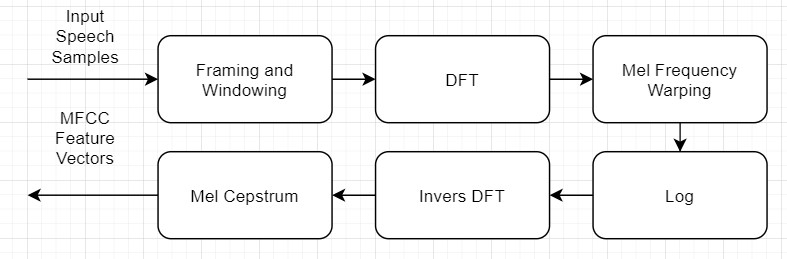 Input
Speech
Samples
Framing and
Windowing
DFT
Mel Frequency
Warping
MFCC
Feature
Vectors
Mel Cepstrum
Invers DFT
Log